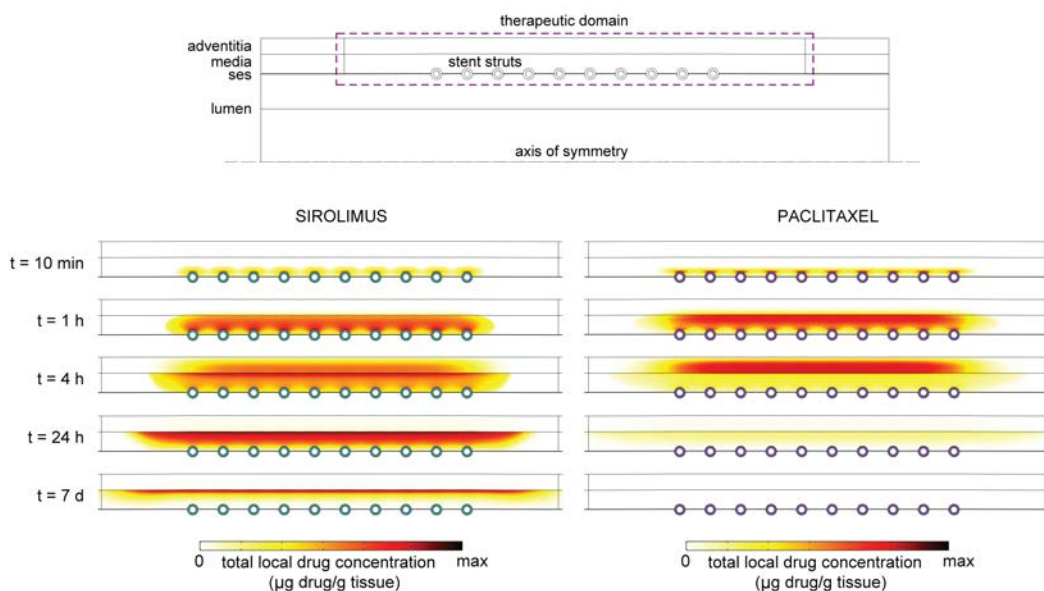 therapeutic domain
adventitia
media
stent struts
ses
lumen
axis of symmetry
SIROLIMUS
PACLITAXEL
t = 10 min
t = 1 h
t = 4 h
t = 24 h
t = 7 d
0 total local drug concentration max
(µg drug/g tissue)
0 total local drug concentration max
(µg drug/g tissue)